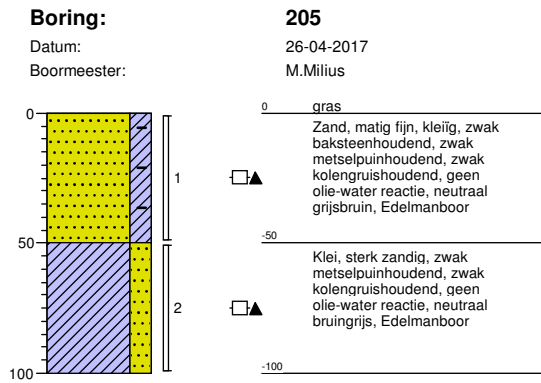 Boring: 205
Datum: 26-04-2017
Boormeester: M.Milius
0
0 gras
Zand, matig fijn, kleiïg, zwak
baksteenhoudend, zwak
metselpuinhoudend, zwak
kolengruishoudend, geen
olie-water reactie, neutraal
grijsbruin, Edelmanboor
1
50
-50
Klei, sterk zandig, zwak
metselpuinhoudend, zwak
kolengruishoudend, geen
olie-water reactie, neutraal
bruingrijs, Edelmanboor
2
100
-100